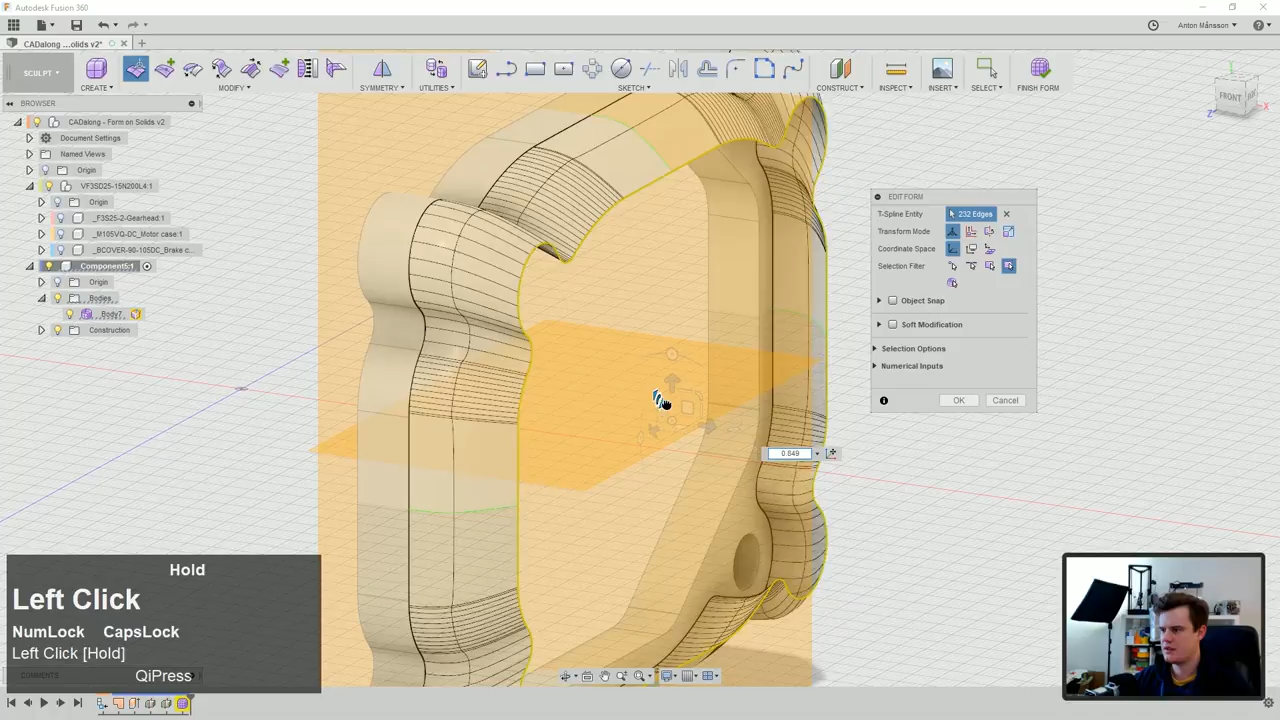 Autodesk Fusion 360
Anton Månsson
CADalong ...olids v2*
SCULPT
CREATE
MODIFY
SYMMETRY
UTILITIES
SKETCH
CONSTRUCT
INSPECT
INSERT
SELECT
FINISH FORM
BROWSER
CADalong - Form on Solids v2
Document Settings
Named Views
Origin
VF3SD25-15N200L4:1
Origin
_F3S25-2-Gearhead:1
_M105VQ-DC_Motor case:1
_BCOVER-90-105DC_Brake c...
Component5:1
Origin
Bodies
Body7
Construction
FRONT
Z
X
EDIT FORM
T-Spline Entity
232 Edges
Transform Mode
Coordinate Space
Selection Filter
Object Snap
Soft Modification
Selection Options
Numerical Inputs
OK
Cancel
0.849
Hold
Left Click
NumLock CapsLock
Left Click [Hold]
COMMENTS
QiPress